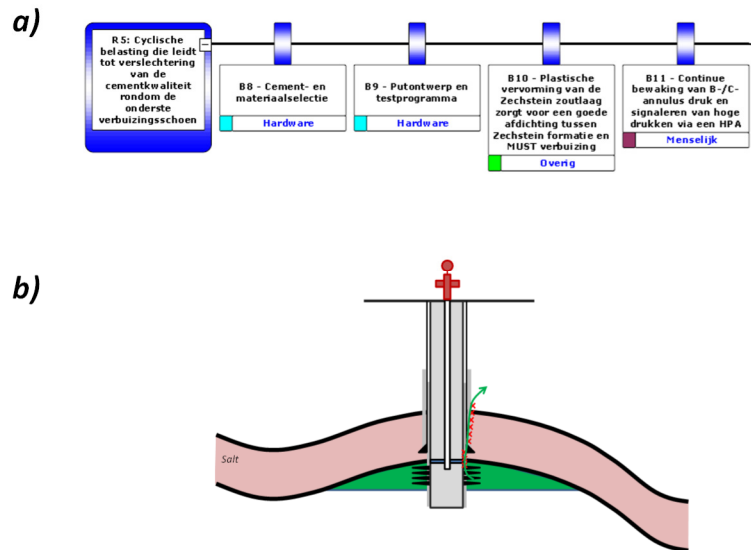 a)
R5: Cyclische
belasting die leidt
tot verslechtering
van de
cementkwaliteit
rondom de
onderste
verbuizingsschoen
B8 - Cement- en
materiaalselectie
Hardware
B9 - Putontwerp en
testprogramma
Hardware
B10 - Plastische
vervorming van de
Zechstein zoutlaag
zorgt voor een goede
afdichting tussen
Zechstein formatie en
MUST verbuizing
Overig
B11 - Continue
bewaking van B-/C-
annulus druk en
signaleren van hoge
drukken via een HPA
Menselijk
b)
Salt